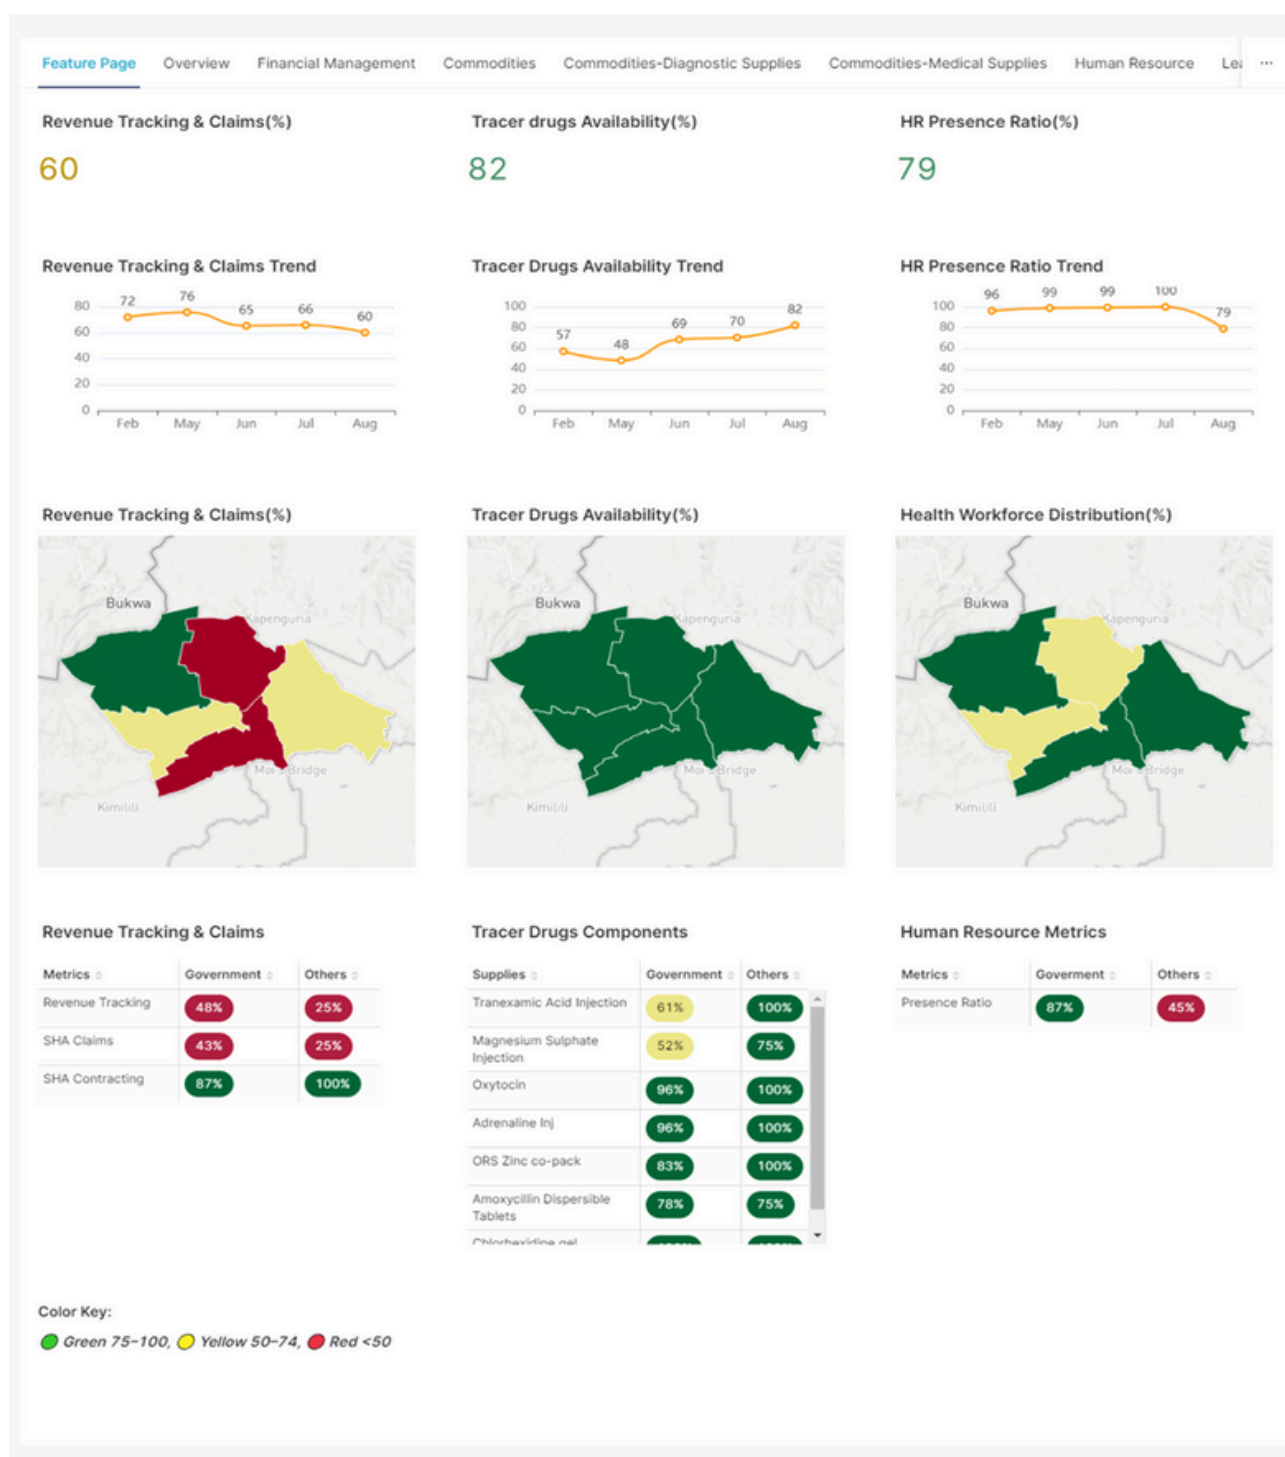 Feature Page Overview Financial Management Commodities Commodities-Diagnostic Supplies Commodities-Medical Supplies Human Resource ...
Revenue Tracking & Claims(%)
60
Tracer drugs Availability(%)
82
HR Presence Ratio(%)
79
Revenue Tracking & Claims Trend
80
60
40
20
0
72 76 65 66 60
Feb May Jun Jul Aug
Tracer Drugs Availability Trend
100
80
60
40
20
0
57 48 69 70 82
Feb May Jun Jul Aug
HR Presence Ratio Trend
100
80
60
40
20
0
96 99 99 100 79
Feb May Jun Jul Aug
Revenue Tracking & Claims(%)
Bukwa
Kapenguria
Moi's Bridge
Kimilili
Tracer Drugs Availability(%)
Bukwa
Kapenguria
Moi's Bridge
Kimilili
Health Workforce Distribution(%)
Bukwa
Kapenguria
Moi's Bridge
Kimilili
Revenue Tracking & Claims
Metrics Government Others
Revenue Tracking 48% 25%
SHA Claims 43% 25%
SHA Contracting 87% 100%
Tracer Drugs Components
Supplies Government Others
Tranexamic Acid Injection 61% 100%
Magnesium Sulphate
Injection 52% 75%
Oxytocin 96% 100%
Adrenaline Inj 96% 100%
ORS Zinc co-pack 83% 100%
Amoxycillin Dispersible
Tablets 78% 75%
Chlorhexidine gel
Human Resource Metrics
Metrics Goverment Others
Presence Ratio 87% 45%
Color Key:
Green 75–100, Yellow 50–74, Red <50